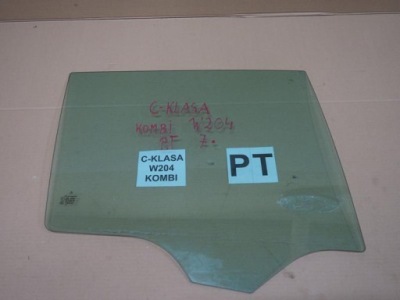 C-KLASA
KOMBI W204
C-KLASA
W204
KOMBI
PT